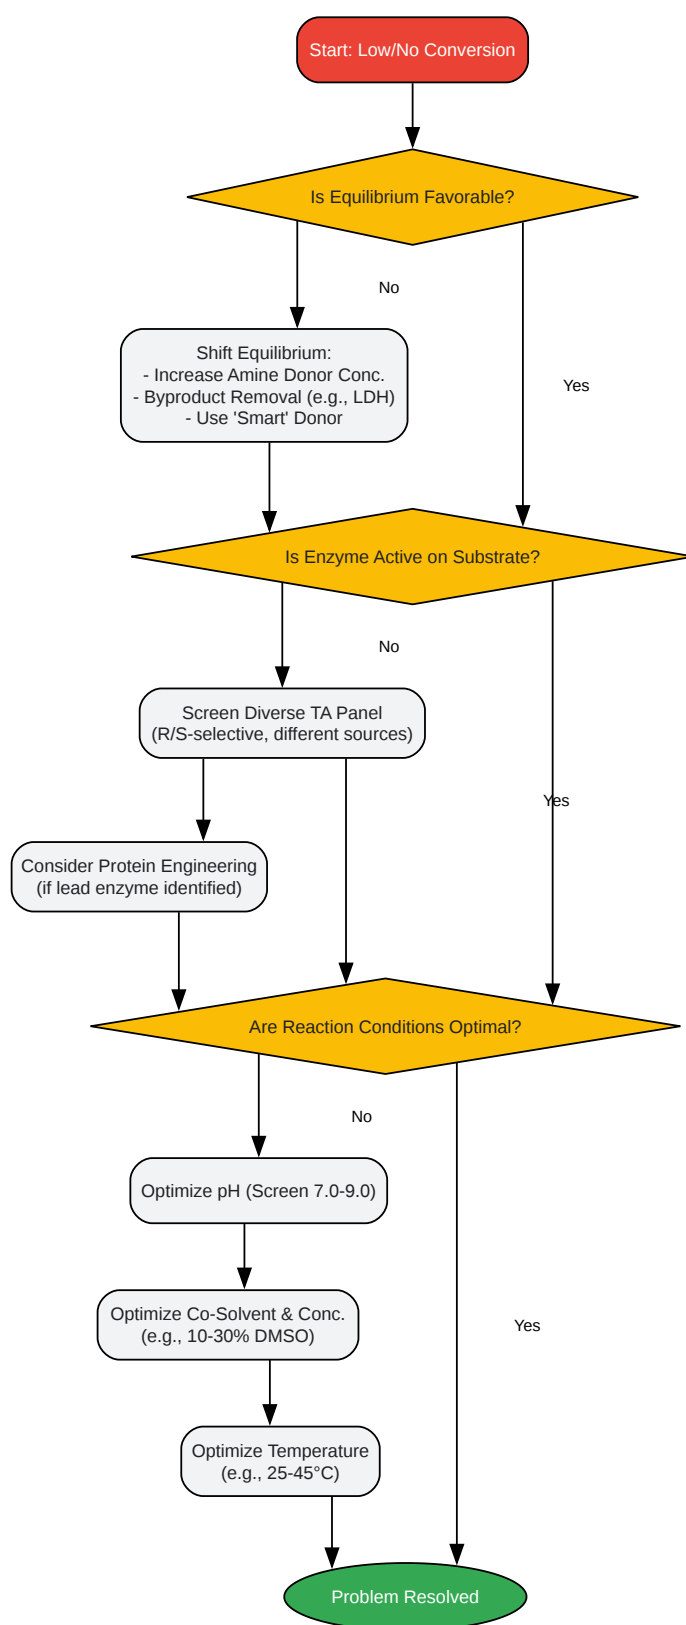 Start: Low/No Conversion
Is Equilibrium Favorable?
No
Shift Equilibrium:
- Increase Amine Donor Conc.
- Byproduct Removal (e.g., LDH)
- Use 'Smart' Donor
Yes
Is Enzyme Active on Substrate?
No
Screen Diverse TA Panel
(R/S-selective, different sources)
Yes
Consider Protein Engineering
(if lead enzyme identified)
Are Reaction Conditions Optimal?
No
Optimize pH (Screen 7.0-9.0)
Optimize Co-Solvent & Conc.
(e.g., 10-30% DMSO)
Yes
Optimize Temperature
(e.g., 25-45°C)
Problem Resolved